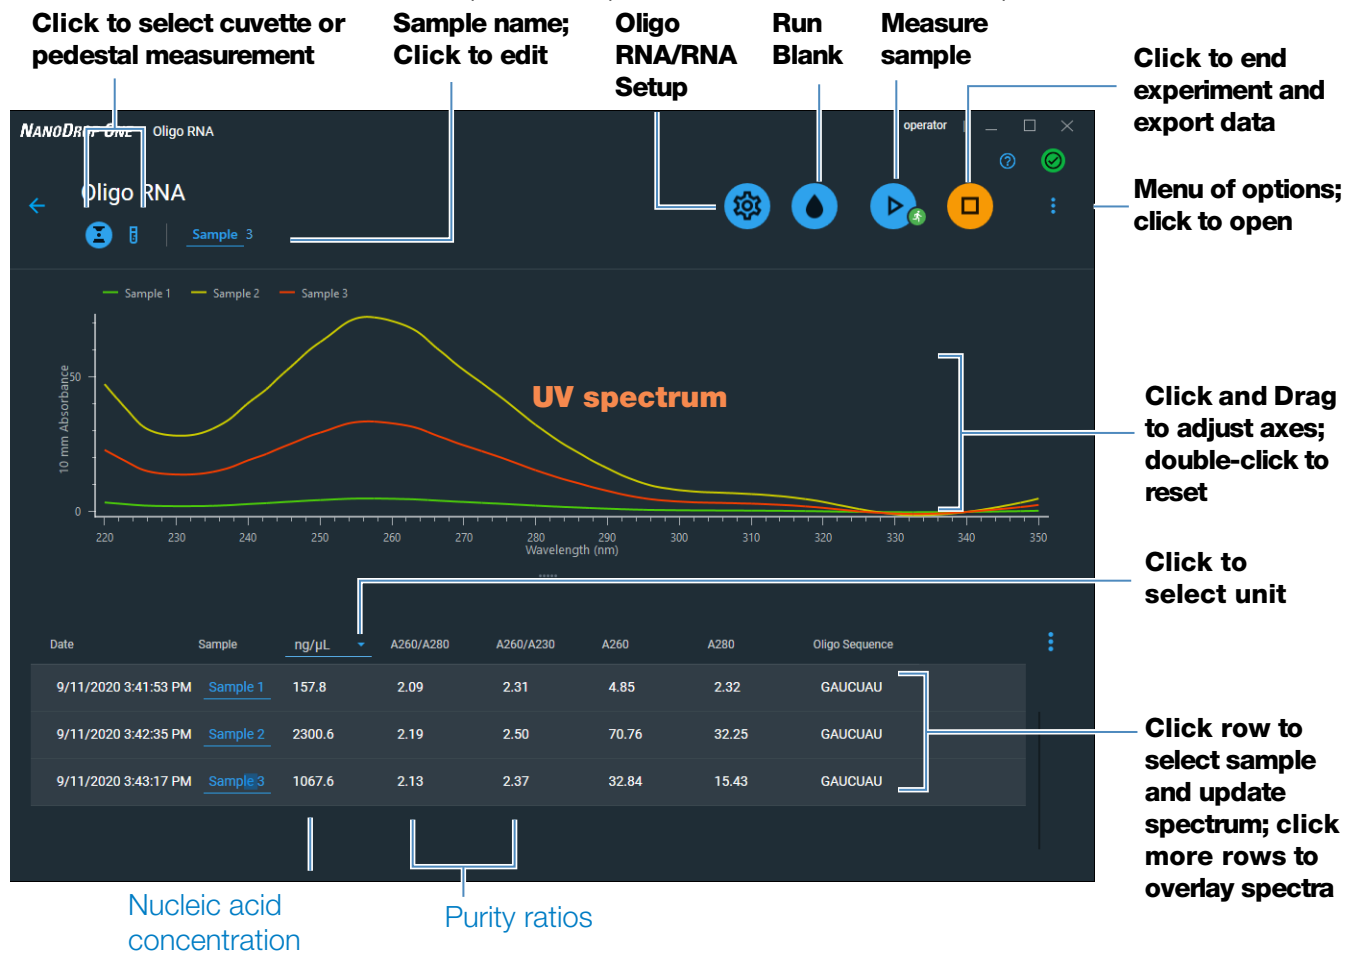 Click to select cuvette or
pedestal measurement
Sample name;
Click to edit
Oligo
RNA/RNA
Setup
Run
Blank
Measure
sample
Click to end
experiment and
export data
NANODROP ONE Oligo RNA
operator
Oligo RNA
Menu of options;
click to open
Sample 3
Sample 1 Sample 2 Sample 3
UV spectrum
10 mm Absorbance
50
0
220 230 240 250 260 270 280 290 300 310 320 330 340 350
Wavelength (nm)
Click and Drag
to adjust axes;
double-click to
reset
Click to
select unit
Date Sample ng/µL A260/A280 A260/A230 A260 A280 Oligo Sequence
9/11/2020 3:41:53 PM Sample 1 157.8 2.09 2.31 4.85 2.32 GAUCUAU
9/11/2020 3:42:35 PM Sample 2 2300.6 2.19 2.50 70.76 32.25 GAUCUAU
9/11/2020 3:43:17 PM Sample 3 1067.6 2.13 2.37 32.84 15.43 GAUCUAU
Click row to
select sample
and update
spectrum; click
more rows to
overlay spectra
Nucleic acid
concentration
Purity ratios